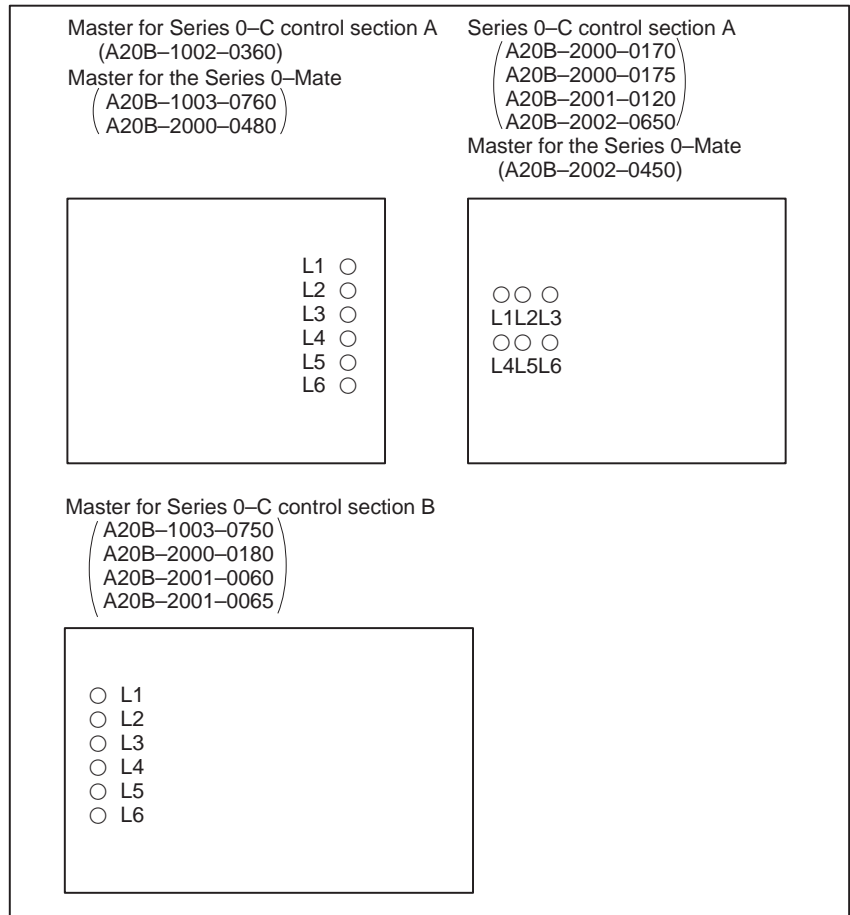 Master for Series 0–C control section A
(A20B–1002–0360)
Master for the Series 0–Mate
(A20B–1003–0760
A20B–2000–0480)
L1
L2
L3
L4
L5
L6
Series 0–C control section A
(A20B–2000–0170
A20B–2000–0175
A20B–2001–0120
A20B–2002–0650)
Master for the Series 0–Mate
(A20B–2002–0450)
L1L2L3
L4L5L6
Master for Series 0–C control section B
(A20B–1003–0750
A20B–2000–0180
A20B–2001–0060
A20B–2001–0065)
L1
L2
L3
L4
L5
L6